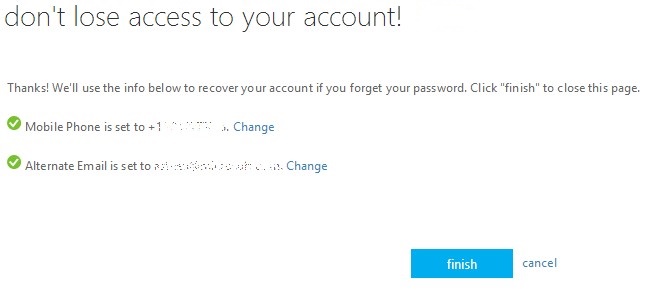 don't lose access to your account!
Thanks! We'll use the info below to recover your account if you forget your password. Click "finish" to close this page.
Mobile Phone is set to +1 Change
Alternate Email is set to Change
finish cancel